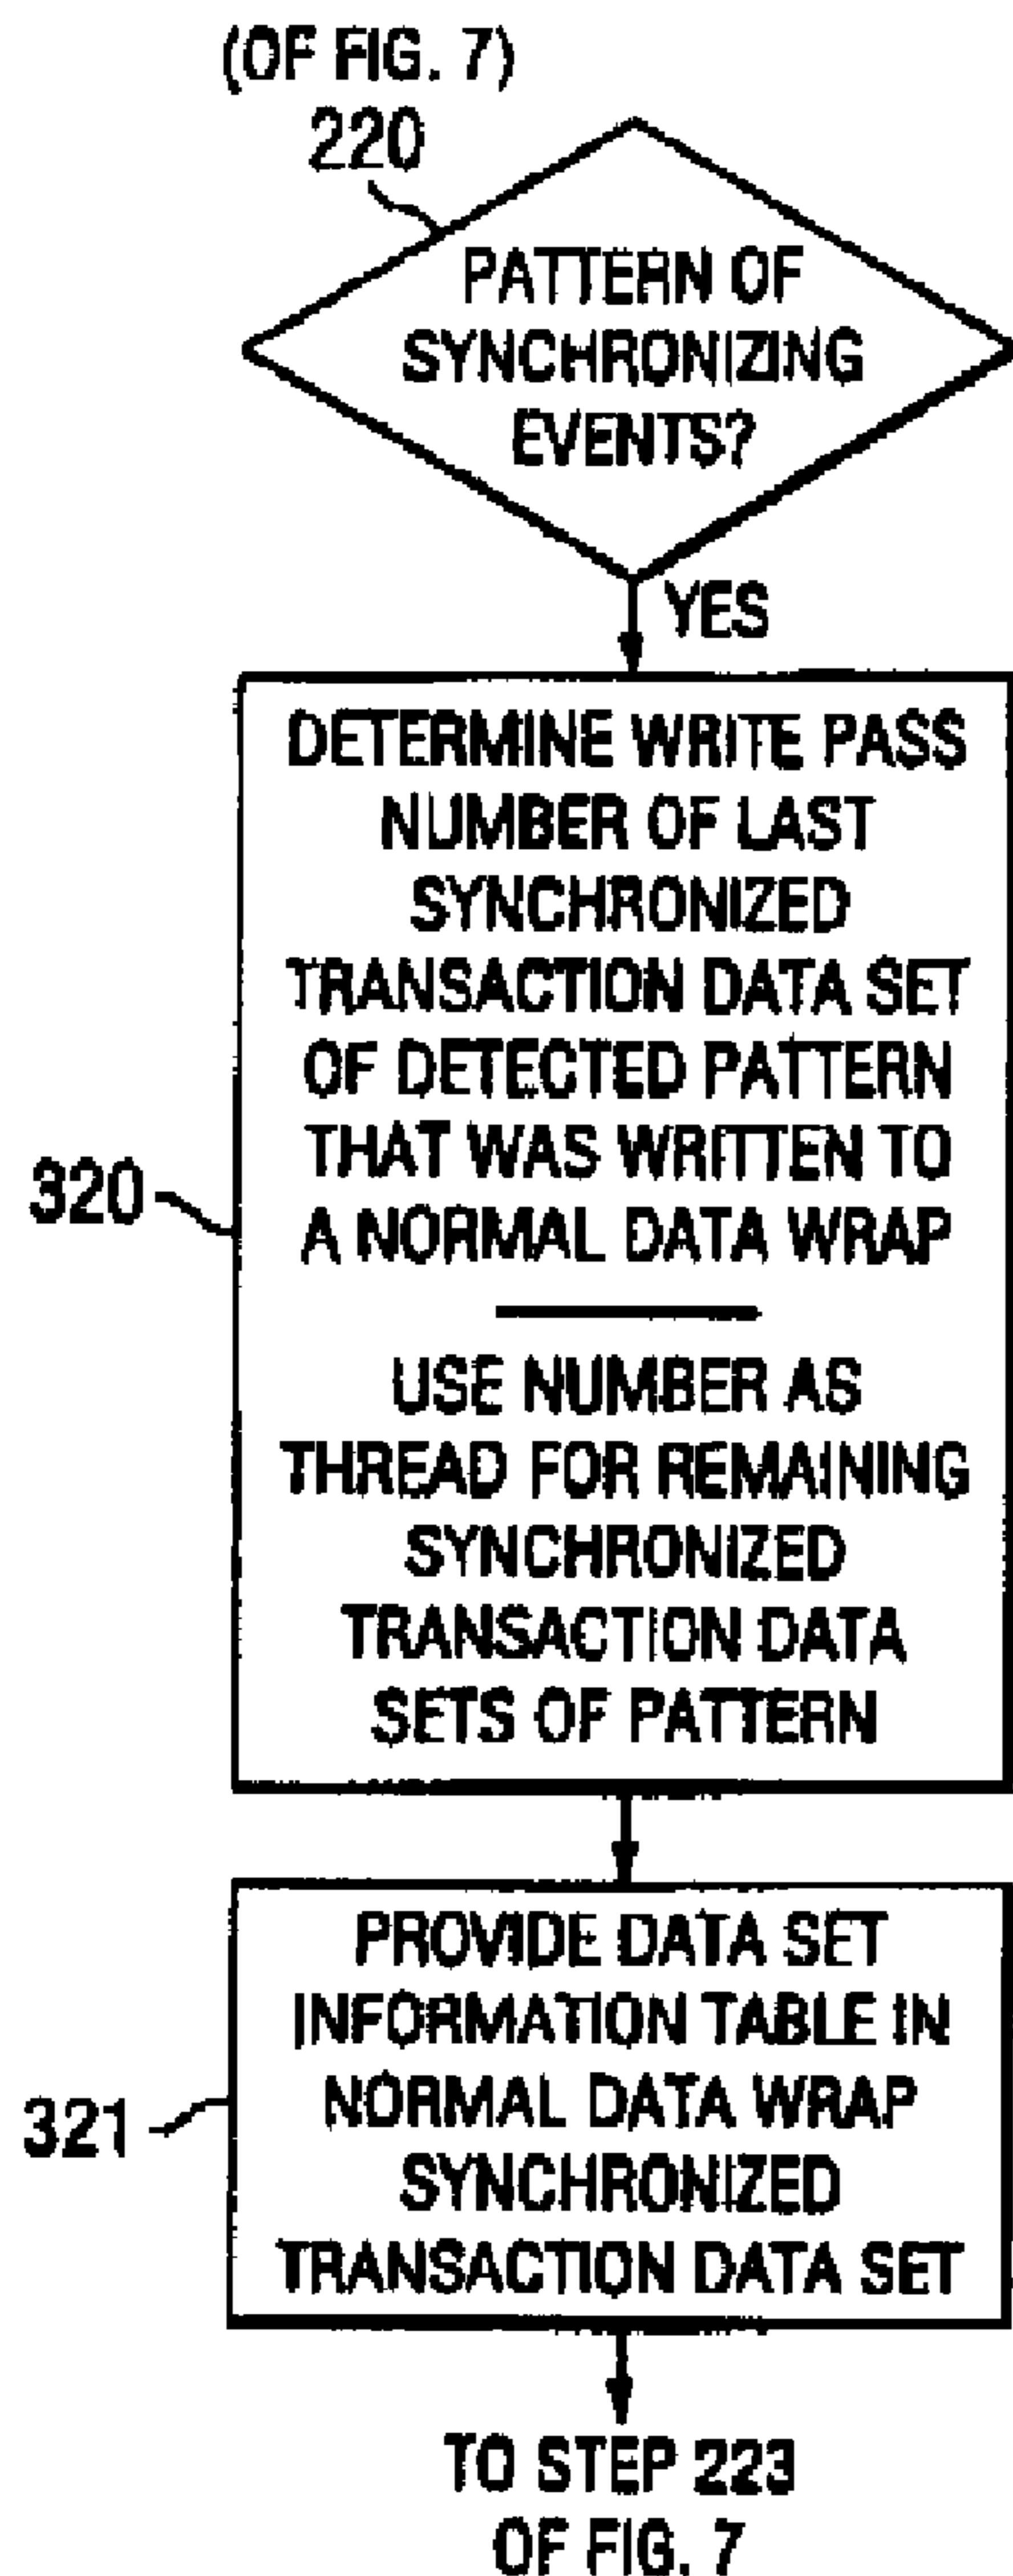 (OF FIG. 7)
220
PATTERN OF
SYNCHRONIZING
EVENTS?
YES
DETERMINE WRITE PASS
NUMBER OF LAST
SYNCHRONIZED
TRANSACTION DATA SET
OF DETECTED PATTERN
THAT WAS WRITTEN TO
A NORMAL DATA WRAP
320
USE NUMBER AS
THREAD FOR REMAINING
SYNCHRONIZED
TRANSACTION DATA
SETS OF PATTERN
PROVIDE DATA SET
INFORMATION TABLE IN
NORMAL DATA WRAP
321
SYNCHRONIZED
TRANSACTION DATA SET
TO STEP 223
OF FIG. 7